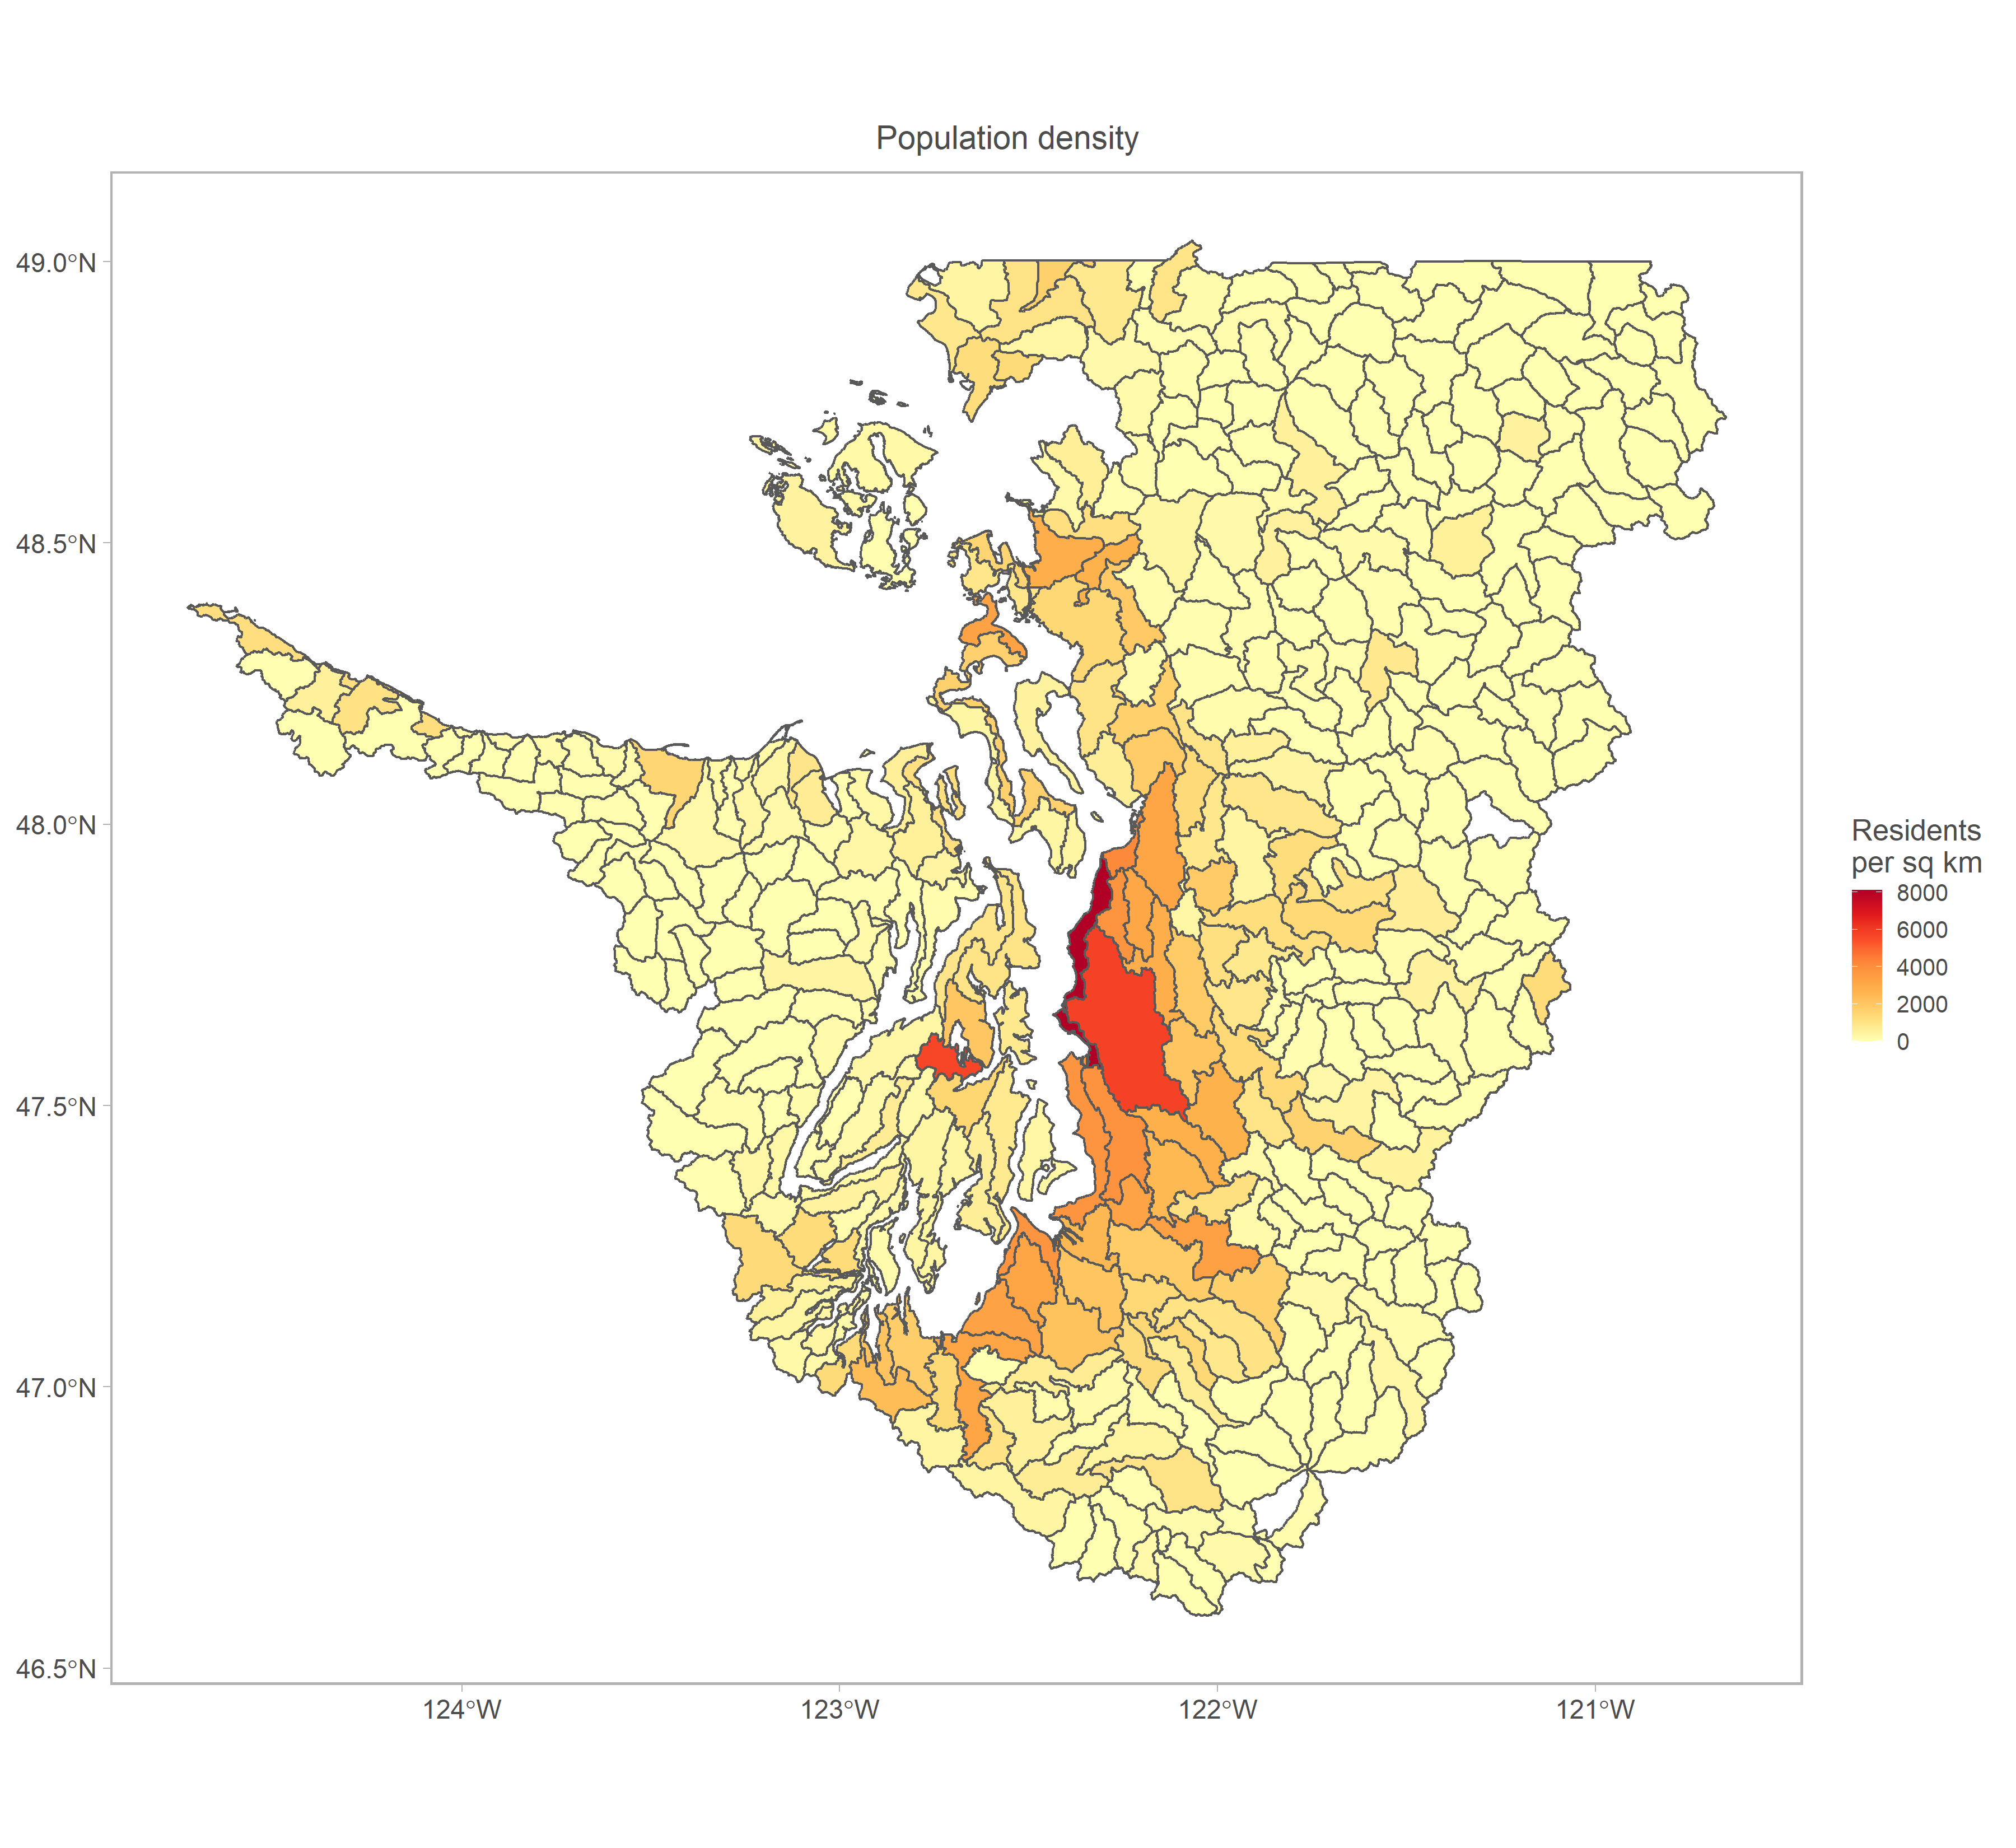 Population density
49.0°N
48.5°N
48.0°N
47.5°N
47.0°N
46.5°N
124°W
123°W
122°W
121°W
Residents
per sq km
8000
6000
4000
2000
0